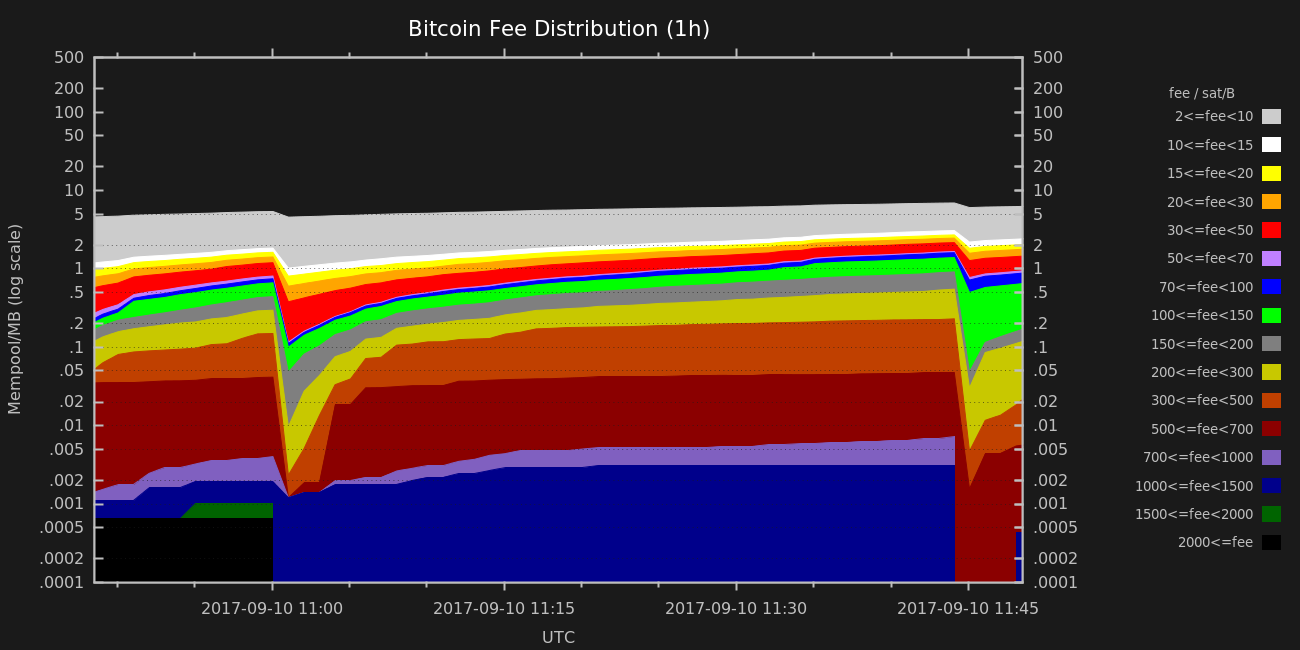 Bitcoin Fee Distribution (1h)
500
200
100
50
20
10
5
2
1
.5
.2
.1
.05
.02
.01
.005
.002
.001
.0005
.0002
.0001
Mempool/MB (log scale)
500
200
100
50
20
10
5
2
1
.5
.2
.1
.05
.02
.01
.005
.002
.001
.0005
.0002
.0001
2017-09-10 11:00
2017-09-10 11:15
2017-09-10 11:30
2017-09-10 11:45
UTC
fee / sat/B
2<=fee<10
10<=fee<15
15<=fee<20
20<=fee<30
30<=fee<50
50<=fee<70
70<=fee<100
100<=fee<150
150<=fee<200
200<=fee<300
300<=fee<500
500<=fee<700
700<=fee<1000
1000<=fee<1500
1500<=fee<2000
2000<=fee